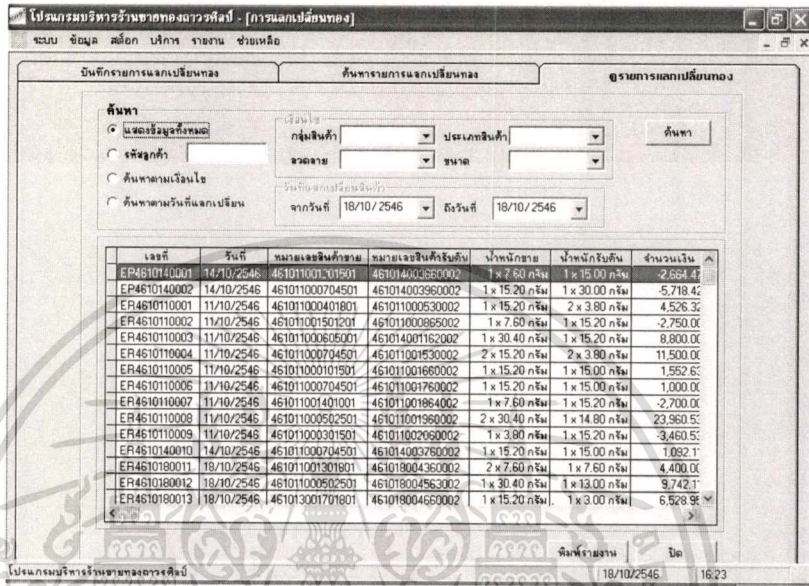 โปรแกรมบริหารร้านขายทองถาวรศิลป์ - [การแลกเปลี่ยนทอง]
ระบบ ข้อมูล สต็อก บริการ รายงาน ช่วยเหลือ
บันทึกรายการแลกเปลี่ยนทอง ค้นหารายการแลกเปลี่ยนทอง ดูรายการแลกเปลี่ยนทอง
ค้นหา
แสดงข้อมูลทั้งหมด
รหัสลูกค้า
ค้นหาตามเงื่อนไข
ค้นหาตามวันที่แลกเปลี่ยน
เงื่อนไข
กลุ่มสินค้า ประเภทสินค้า
ลวดลาย ขนาด
ค้นหา
วันที่แลกเปลี่ยนสินค้า
จากวันที่ 18/10/2546 ถึงวันที่ 18/10/2546
เลขที่ วันที่ หมายเลขสินค้าขาย หมายเลขสินค้ารับคืน น้ำหนักขาย น้ำหนักรับคืน จำนวนเงิน
EP4610140001 14/10/2546 461011001201501 461014003660002 1 x 7.60 กรัม 1 x 15.00 กรัม -2,664.47
EP4610140002 14/10/2546 461011000704501 461014003960002 1 x 15.20 กรัม 1 x 30.00 กรัม -5,718.42
ER4610110001 11/10/2546 461011000401801 461011000530002 1 x 15.20 กรัม 2 x 3.80 กรัม 4,526.32
ER4610110002 11/10/2546 461011001501201 461011000865002 1 x 7.60 กรัม 1 x 15.20 กรัม -2,750.00
ER4610110003 11/10/2546 461011000605001 461014001162002 1 x 30.40 กรัม 1 x 15.20 กรัม 8,800.00
ER4610110004 11/10/2546 461011000704501 461011001530002 2 x 15.20 กรัม 2 x 3.80 กรัม 11,500.00
ER4610110005 11/10/2546 461011000101501 461011001660002 1 x 15.20 กรัม 1 x 15.00 กรัม 1,552.63
ER4610110006 11/10/2546 461011000704501 461011001760002 1 x 15.20 กรัม 1 x 15.00 กรัม 1,000.00
ER4610110007 11/10/2546 461011001401001 461011001864002 1 x 7.60 กรัม 1 x 15.20 กรัม -2,700.00
ER4610110008 11/10/2546 461011000502501 461011001960002 2 x 30.40 กรัม 1 x 14.80 กรัม 23,960.53
ER4610110009 11/10/2546 461011000301501 461011002060002 1 x 3.80 กรัม 1 x 15.20 กรัม -3,460.53
ER4610140010 14/10/2546 461011000704501 461014003760002 1 x 15.20 กรัม 1 x 15.00 กรัม 1,092.1
ER4610180011 18/10/2546 461011001301801 461018004360002 2 x 7.60 กรัม 1 x 7.60 กรัม 4,400.00
ER4610180012 18/10/2546 461011000502501 461018004563002 1 x 30.40 กรัม 1 x 13.00 กรัม 9,742.1
ER4610180013 18/10/2546 461013001701801 461018004660002 1 x 15.20 กรัม 1 x 3.00 กรัม 6,528.95
พิมพ์รายงาน ปิด
โปรแกรมบริหารร้านขายทองถาวรศิลป์ 18/10/2546 16:23